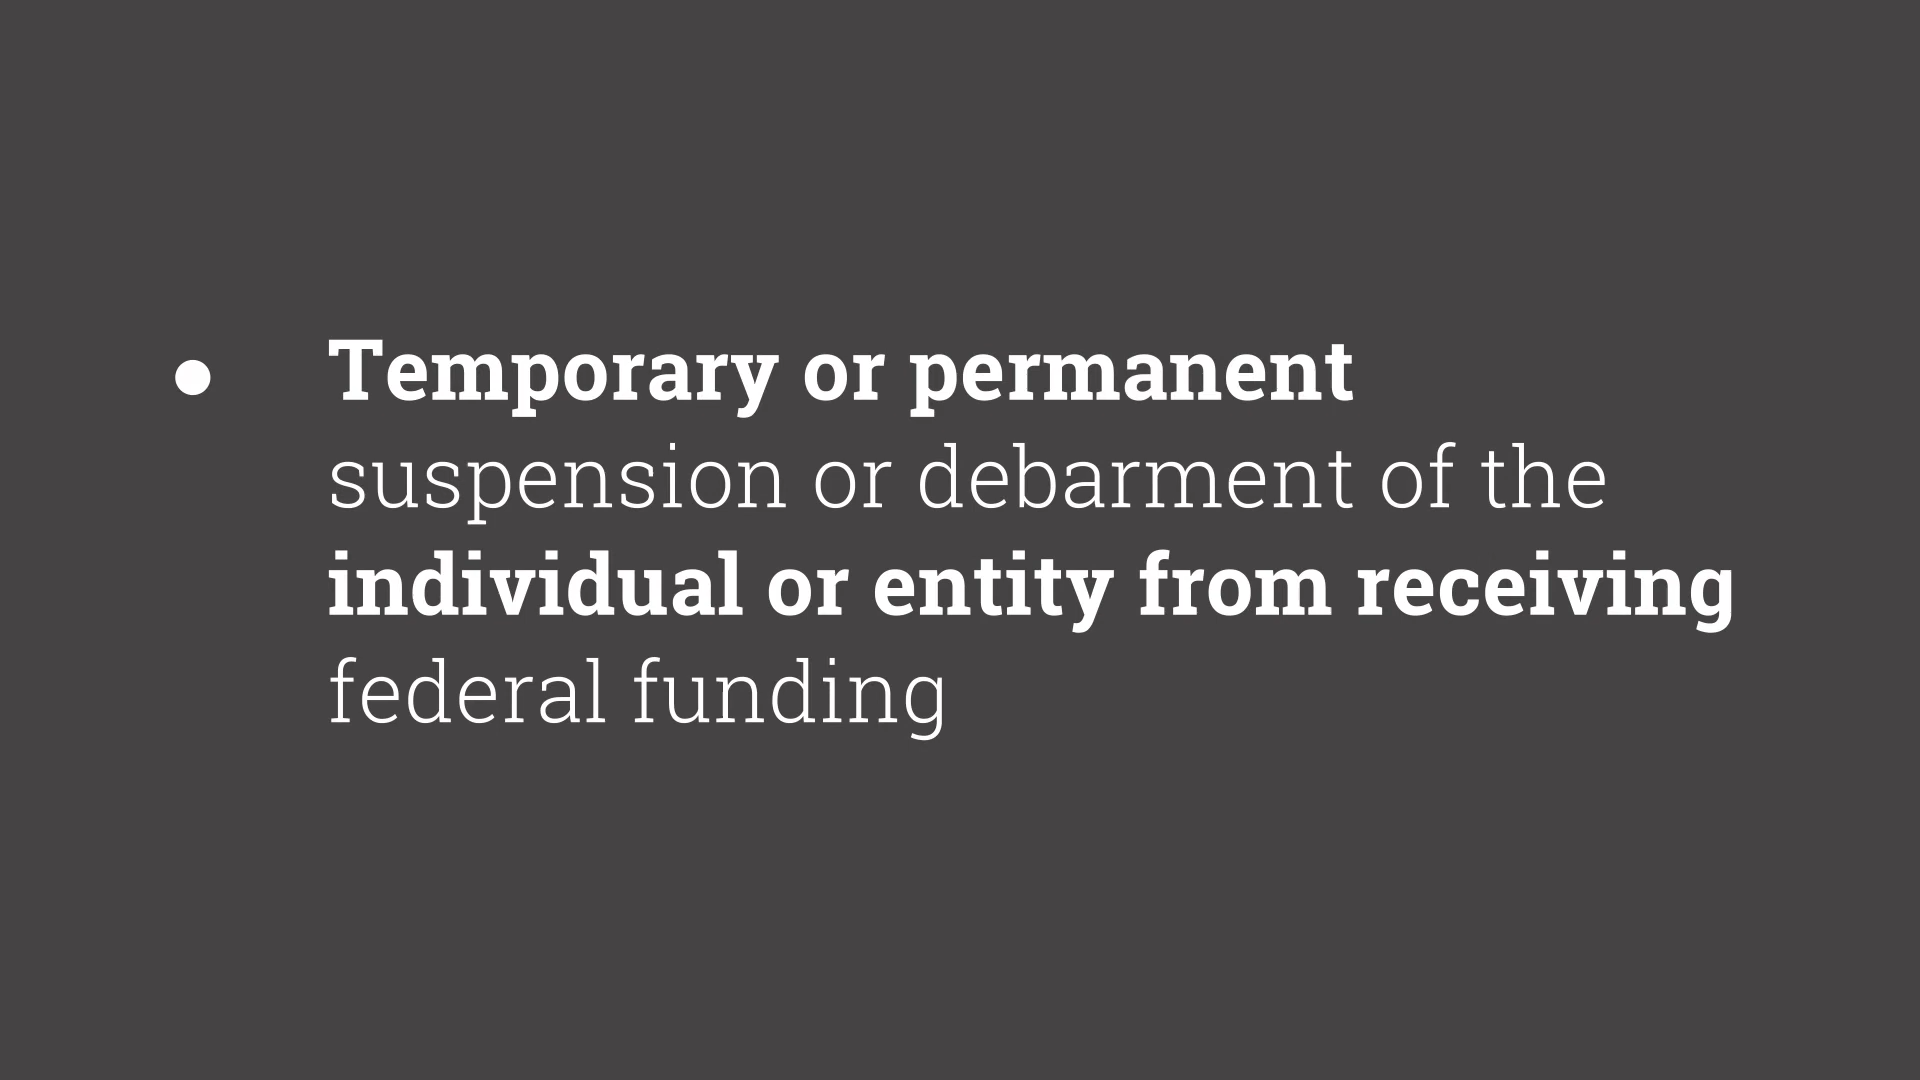 ● Temporary or permanent
suspension or debarment of the
individual or entity from receiving
federal funding